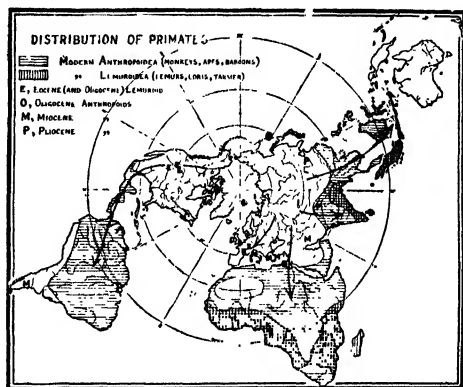 DISTRIBUTION OF PRIMATES
MODERN ANTHROPOIDEA (MONKEYS, APES, BABOONS)
" LEMUROIDEA (LEMURS, LORIS, TARSIER)
E, EOCENE (AND OLIGOCENE) LEMUROID
O, OLIGOCENE ANTHROPOIDS
M, MIOCENE "
P, PLIOCENE "
M
M